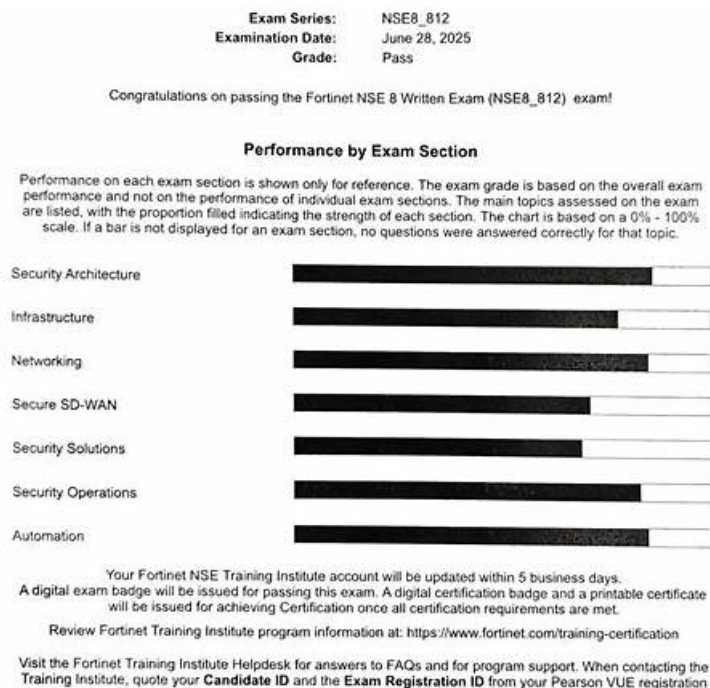 Exam Series: NSE8_812
Examination Date: June 28, 2025
Grade: Pass
Congratulations on passing the Fortinet NSE 8 Written Exam (NSE8_812) exam!
Performance by Exam Section
Performance on each exam section is shown only for reference. The exam grade is based on the overall exam
performance and not on the performance of individual exam sections. The main topics assessed on the exam
are listed, with the proportion filled indicating the strength of each section. The chart is based on a 0% - 100%
scale. If a bar is not displayed for an exam section, no questions were answered correctly for that topic.
Security Architecture
Infrastructure
Networking
Secure SD-WAN
Security Solutions
Security Operations
Automation
Your Fortinet NSE Training Institute account will be updated within 5 business days.
A digital exam badge will be issued for passing this exam. A digital certification badge and a printable certificate
will be issued for achieving Certification once all certification requirements are met.
Review Fortinet Training Institute program information at: https://www.fortinet.com/training-certification
Visit the Fortinet Training Institute Helpdesk for answers to FAQs and for program support. When contacting the
Training Institute, quote your Candidate ID and the Exam Registration ID from your Pearson VUE registration